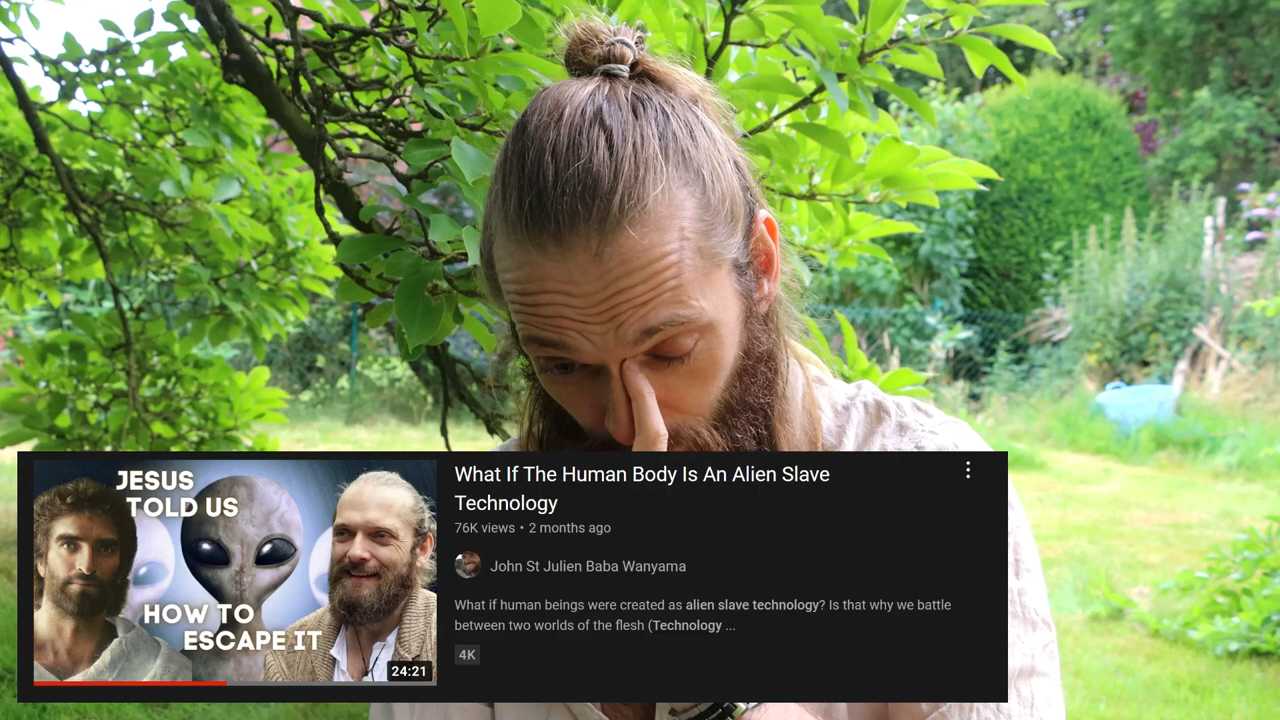 JESUS
TOLD US
HOW TO
ESCAPE IT
24:21
What If The Human Body Is An Alien Slave
Technology
76K views • 2 months ago
John St Julien Baba Wanyama
What if human beings were created as alien slave technology? Is that why we battle
between two worlds of the flesh (Technology ...
4K